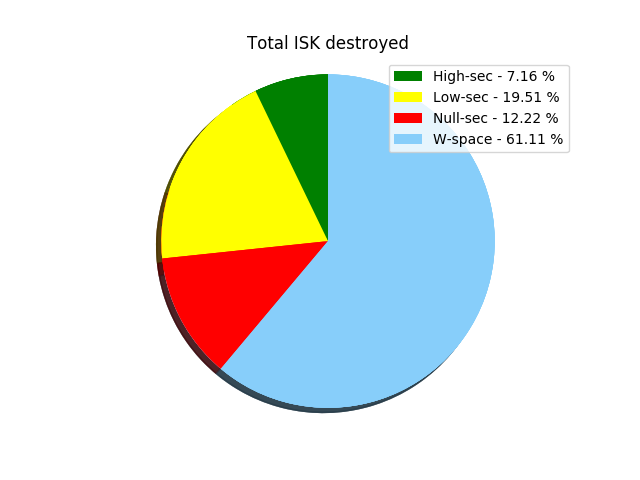 Total ISK destroyed
High-sec - 7.16 %
Low-sec - 19.51 %
Null-sec - 12.22 %
W-space - 61.11 %